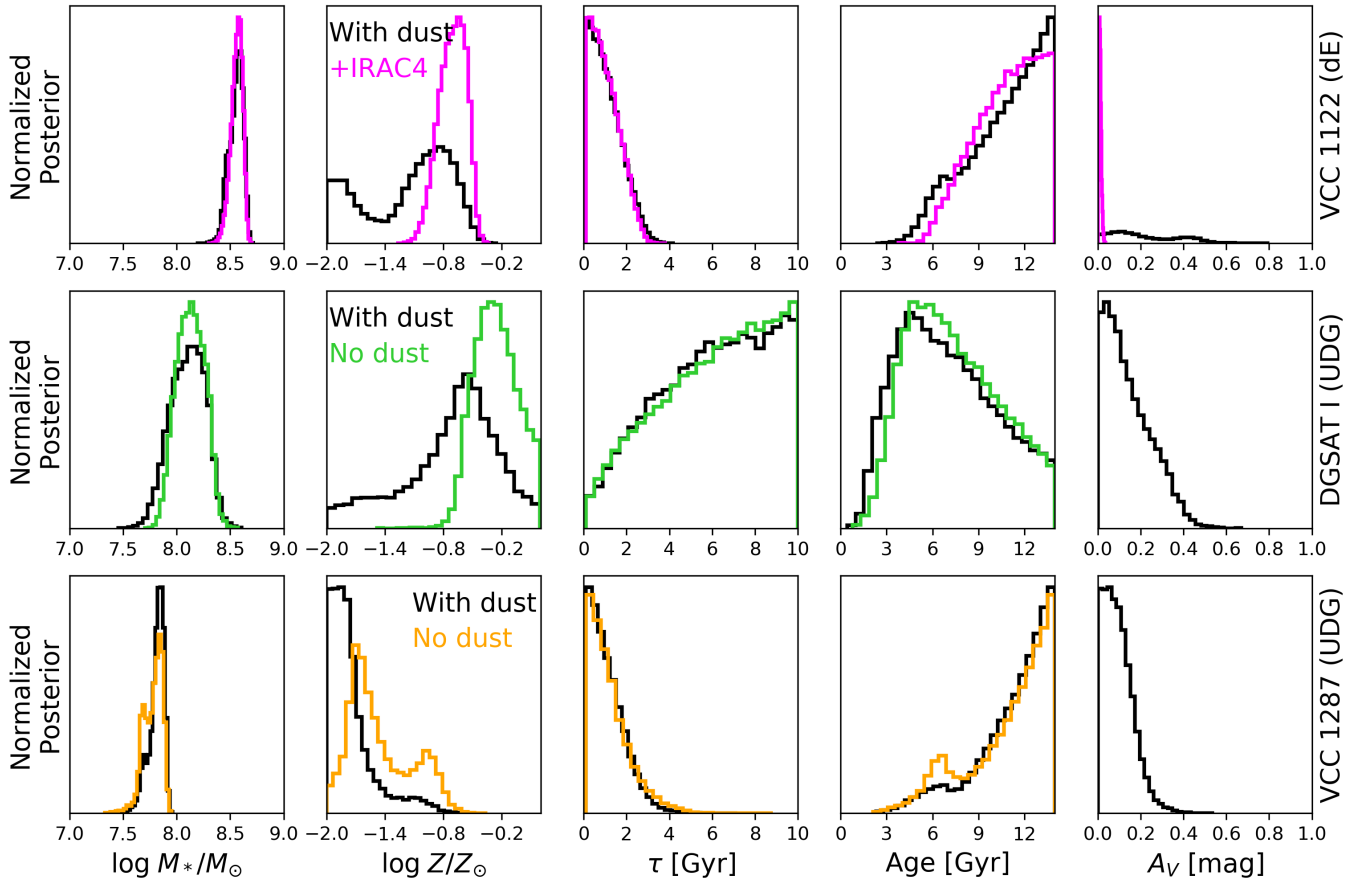 Normalized
Posterior
With dust
+IRAC4
VCC 1122 (dE)
7.0 7.5 8.0 8.5 9.0
−2.0 −1.4 −0.8 −0.2
0 2 4 6 8 10
0 3 6 9 12
0.0 0.2 0.4 0.6 0.8 1.0
Normalized
Posterior
With dust
No dust
DGSAT I (UDG)
7.0 7.5 8.0 8.5 9.0
−2.0 −1.4 −0.8 −0.2
0 2 4 6 8 10
0 3 6 9 12
0.0 0.2 0.4 0.6 0.8 1.0
Normalized
Posterior
With dust
No dust
VCC 1287 (UDG)
7.0 7.5 8.0 8.5 9.0
−2.0 −1.4 −0.8 −0.2
0 2 4 6 8 10
0 3 6 9 12
0.0 0.2 0.4 0.6 0.8 1.0
log M*/M⊙
log Z/Z⊙
τ [Gyr]
Age [Gyr]
A_V [mag]